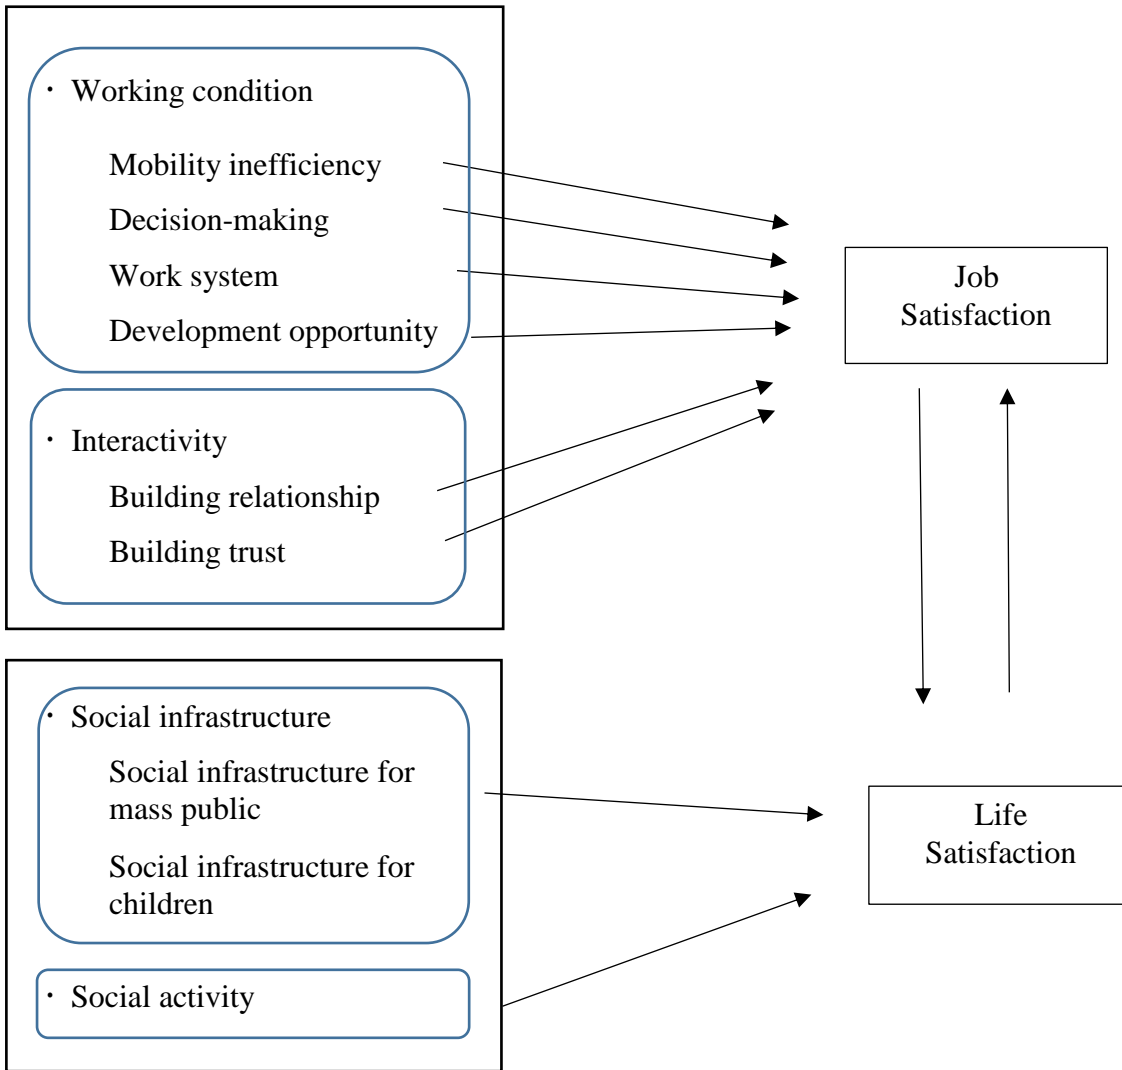 · Working condition
Mobility inefficiency
Decision-making
Work system
Development opportunity
· Interactivity
Building relationship
Building trust
Job
Satisfaction
· Social infrastructure
Social infrastructure for
mass public
Social infrastructure for
children
· Social activity
Life
Satisfaction